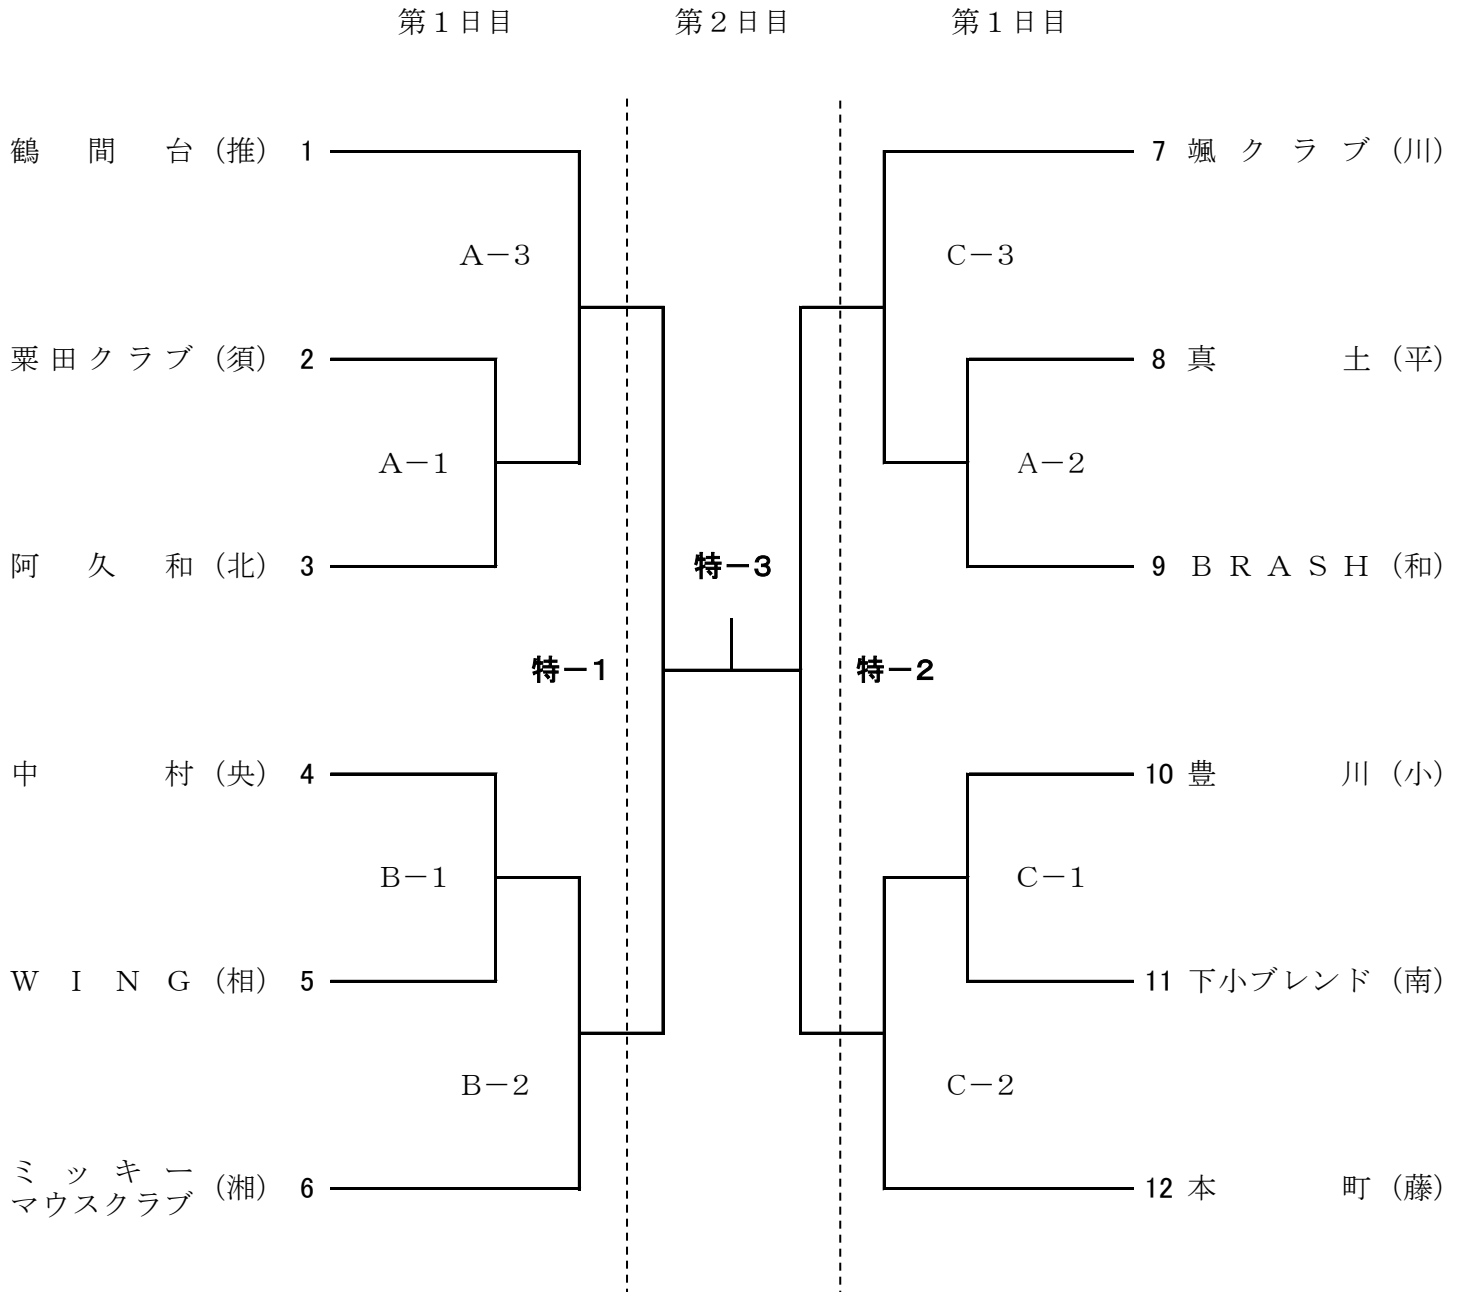 第１日目 第２日目 第１日目
鶴間台 (推) 1
7 颯クラブ (川)
Ａ－３
Ｃ－３
粟田クラブ (須) 2
8 真土 (平)
Ａ－１
Ａ－２
阿久和 (北) 3
特－３
9 ＢＲＡＳＨ (和)
特－１
特－２
中村 (央) 4
10 豊川 (小)
Ｂ－１
Ｃ－１
ＷＩＮＧ (相) 5
11 下小ブレンド (南)
Ｂ－２
Ｃ－２
ミッキー
マウスクラブ (湘) 6
12 本町 (藤)